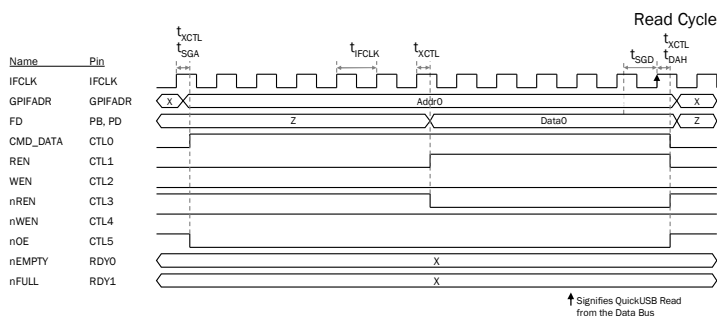 Read Cycle
tXCTL
tSGA
tIFCLK
tXCTL
tSGD
tXCTL
tDAH
Name Pin
IFCLK IFCLK
GPIFADR GPIFADR X Addr0 X
FD PB, PD Z Data0 Z
CMD_DATA CTL0
REN CTL1
WEN CTL2
nREN CTL3
nWEN CTL4
nOE CTL5
nEMPTY RDY0 X
nFULL RDY1 X
Signifies QuickUSB Read
from the Data Bus